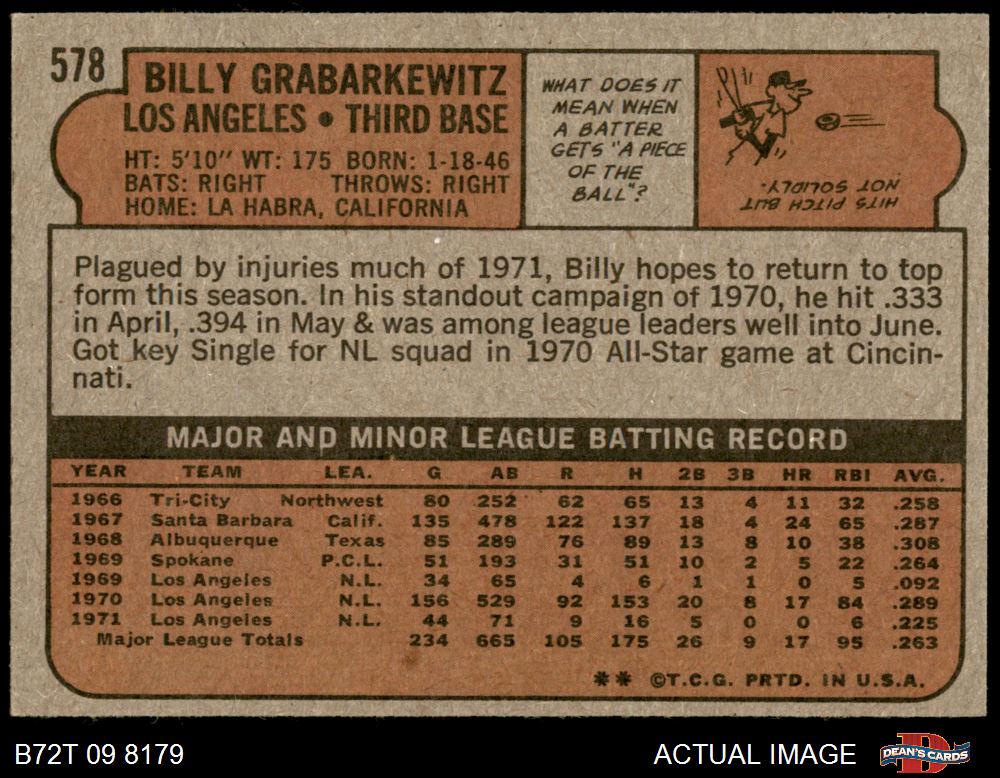 578
BILLY GRABARKEWITZ
LOS ANGELES • THIRD BASE
HT: 5'10" WT: 175 BORN: 1-18-46
BATS: RIGHT THROWS: RIGHT
HOME: LA HABRA, CALIFORNIA
WHAT DOES IT
MEAN WHEN
A BATTER
GETS "A PIECE
OF THE
BALL"?
HITS PITCH BUT
NOT SOLIDLY.
Plagued by injuries much of 1971, Billy hopes to return to top
form this season. In his standout campaign of 1970, he hit .333
in April, .394 in May & was among league leaders well into June.
Got key Single for NL squad in 1970 All-Star game at Cincin-
nati.
MAJOR AND MINOR LEAGUE BATTING RECORD
YEAR TEAM LEA. G AB R H 2B 3B HR RBI AVG.
1966 Tri-City Northwest 80 252 62 65 13 4 11 32 .258
1967 Santa Barbara Calif. 135 478 122 137 18 4 24 65 .287
1968 Albuquerque Texas 85 289 76 89 13 8 10 38 .308
1969 Spokane P.C.L. 51 193 31 51 10 2 5 22 .264
1969 Los Angeles N.L. 34 65 4 6 1 1 0 5 .092
1970 Los Angeles N.L. 156 529 92 153 20 8 17 84 .289
1971 Los Angeles N.L. 44 71 9 16 5 0 0 6 .225
Major League Totals 234 665 105 175 26 9 17 95 .263
** ©T.C.G. PRTD. IN U.S.A.
B72T 09 8179
ACTUAL IMAGE
DEAN'S CARDS